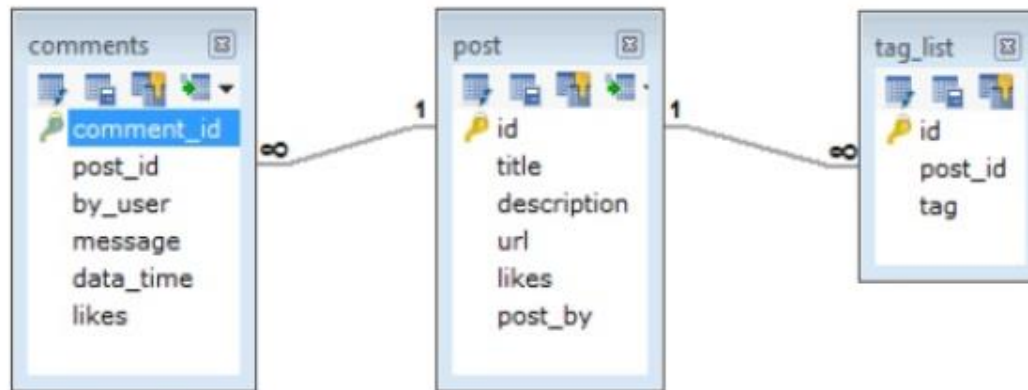 comments
comment_id
post_id
by_user
message
data_time
likes
∞
1
post
id
title
description
url
likes
post_by
1
∞
tag_list
id
post_id
tag